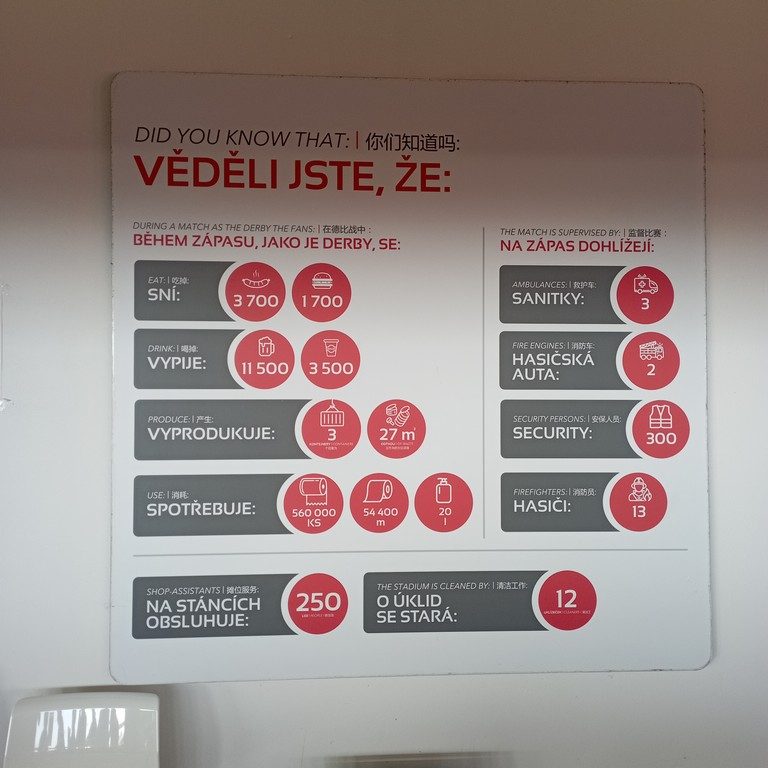 DID YOU KNOW THAT: | 你们知道吗:
VĚDĚLI JSTE, ŽE:
DURING A MATCH AS THE DERBY THE FANS: | 在德比战中:
BĚHEM ZÁPASU, JAKO JE DERBY, SE:
EAT: | 吃掉:
SNÍ:
3 700
1 700
DRINK: | 喝掉:
VYPIJE:
11 500
3 500
PRODUCE: | 产生:
VYPRODUKUJE:
3
27 m³
USE: | 消耗:
SPOTŘEBUJE:
560 000
KS
54 400
m
20
l
THE MATCH IS SUPERVISED BY: | 监督比赛:
NA ZÁPAS DOHLÍŽEJÍ:
AMBULANCES: | 救护车:
SANITKY:
3
FIRE ENGINES: | 消防车:
HASIČSKÁ
AUTA:
2
SECURITY PERSONS: | 安保人员:
SECURITY:
300
FIREFIGHTERS: | 消防员:
HASIČI:
13
SHOP-ASSISTANTS | 摊位服务:
NA STÁNCÍCH
OBSLUHUJE:
250
THE STADIUM IS CLEANED BY: | 清洁工作:
O ÚKLID
SE STARÁ:
12